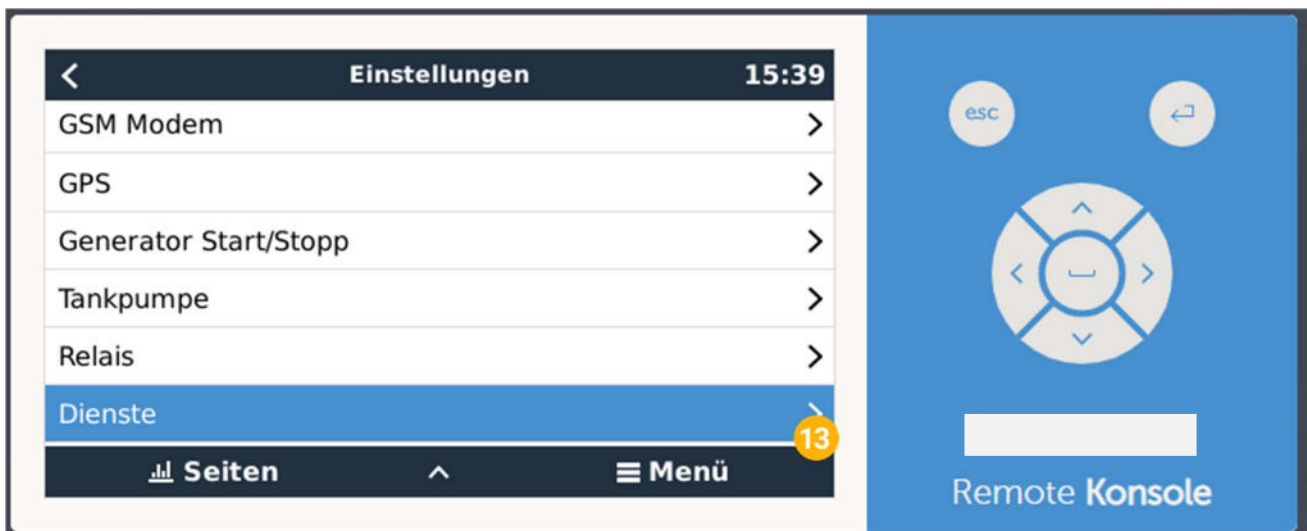 Einstellungen 15:39
GSM Modem
GPS
Generator Start/Stopp
Tankpumpe
Relais
Dienste
13
Seiten Menü
esc
Remote Konsole